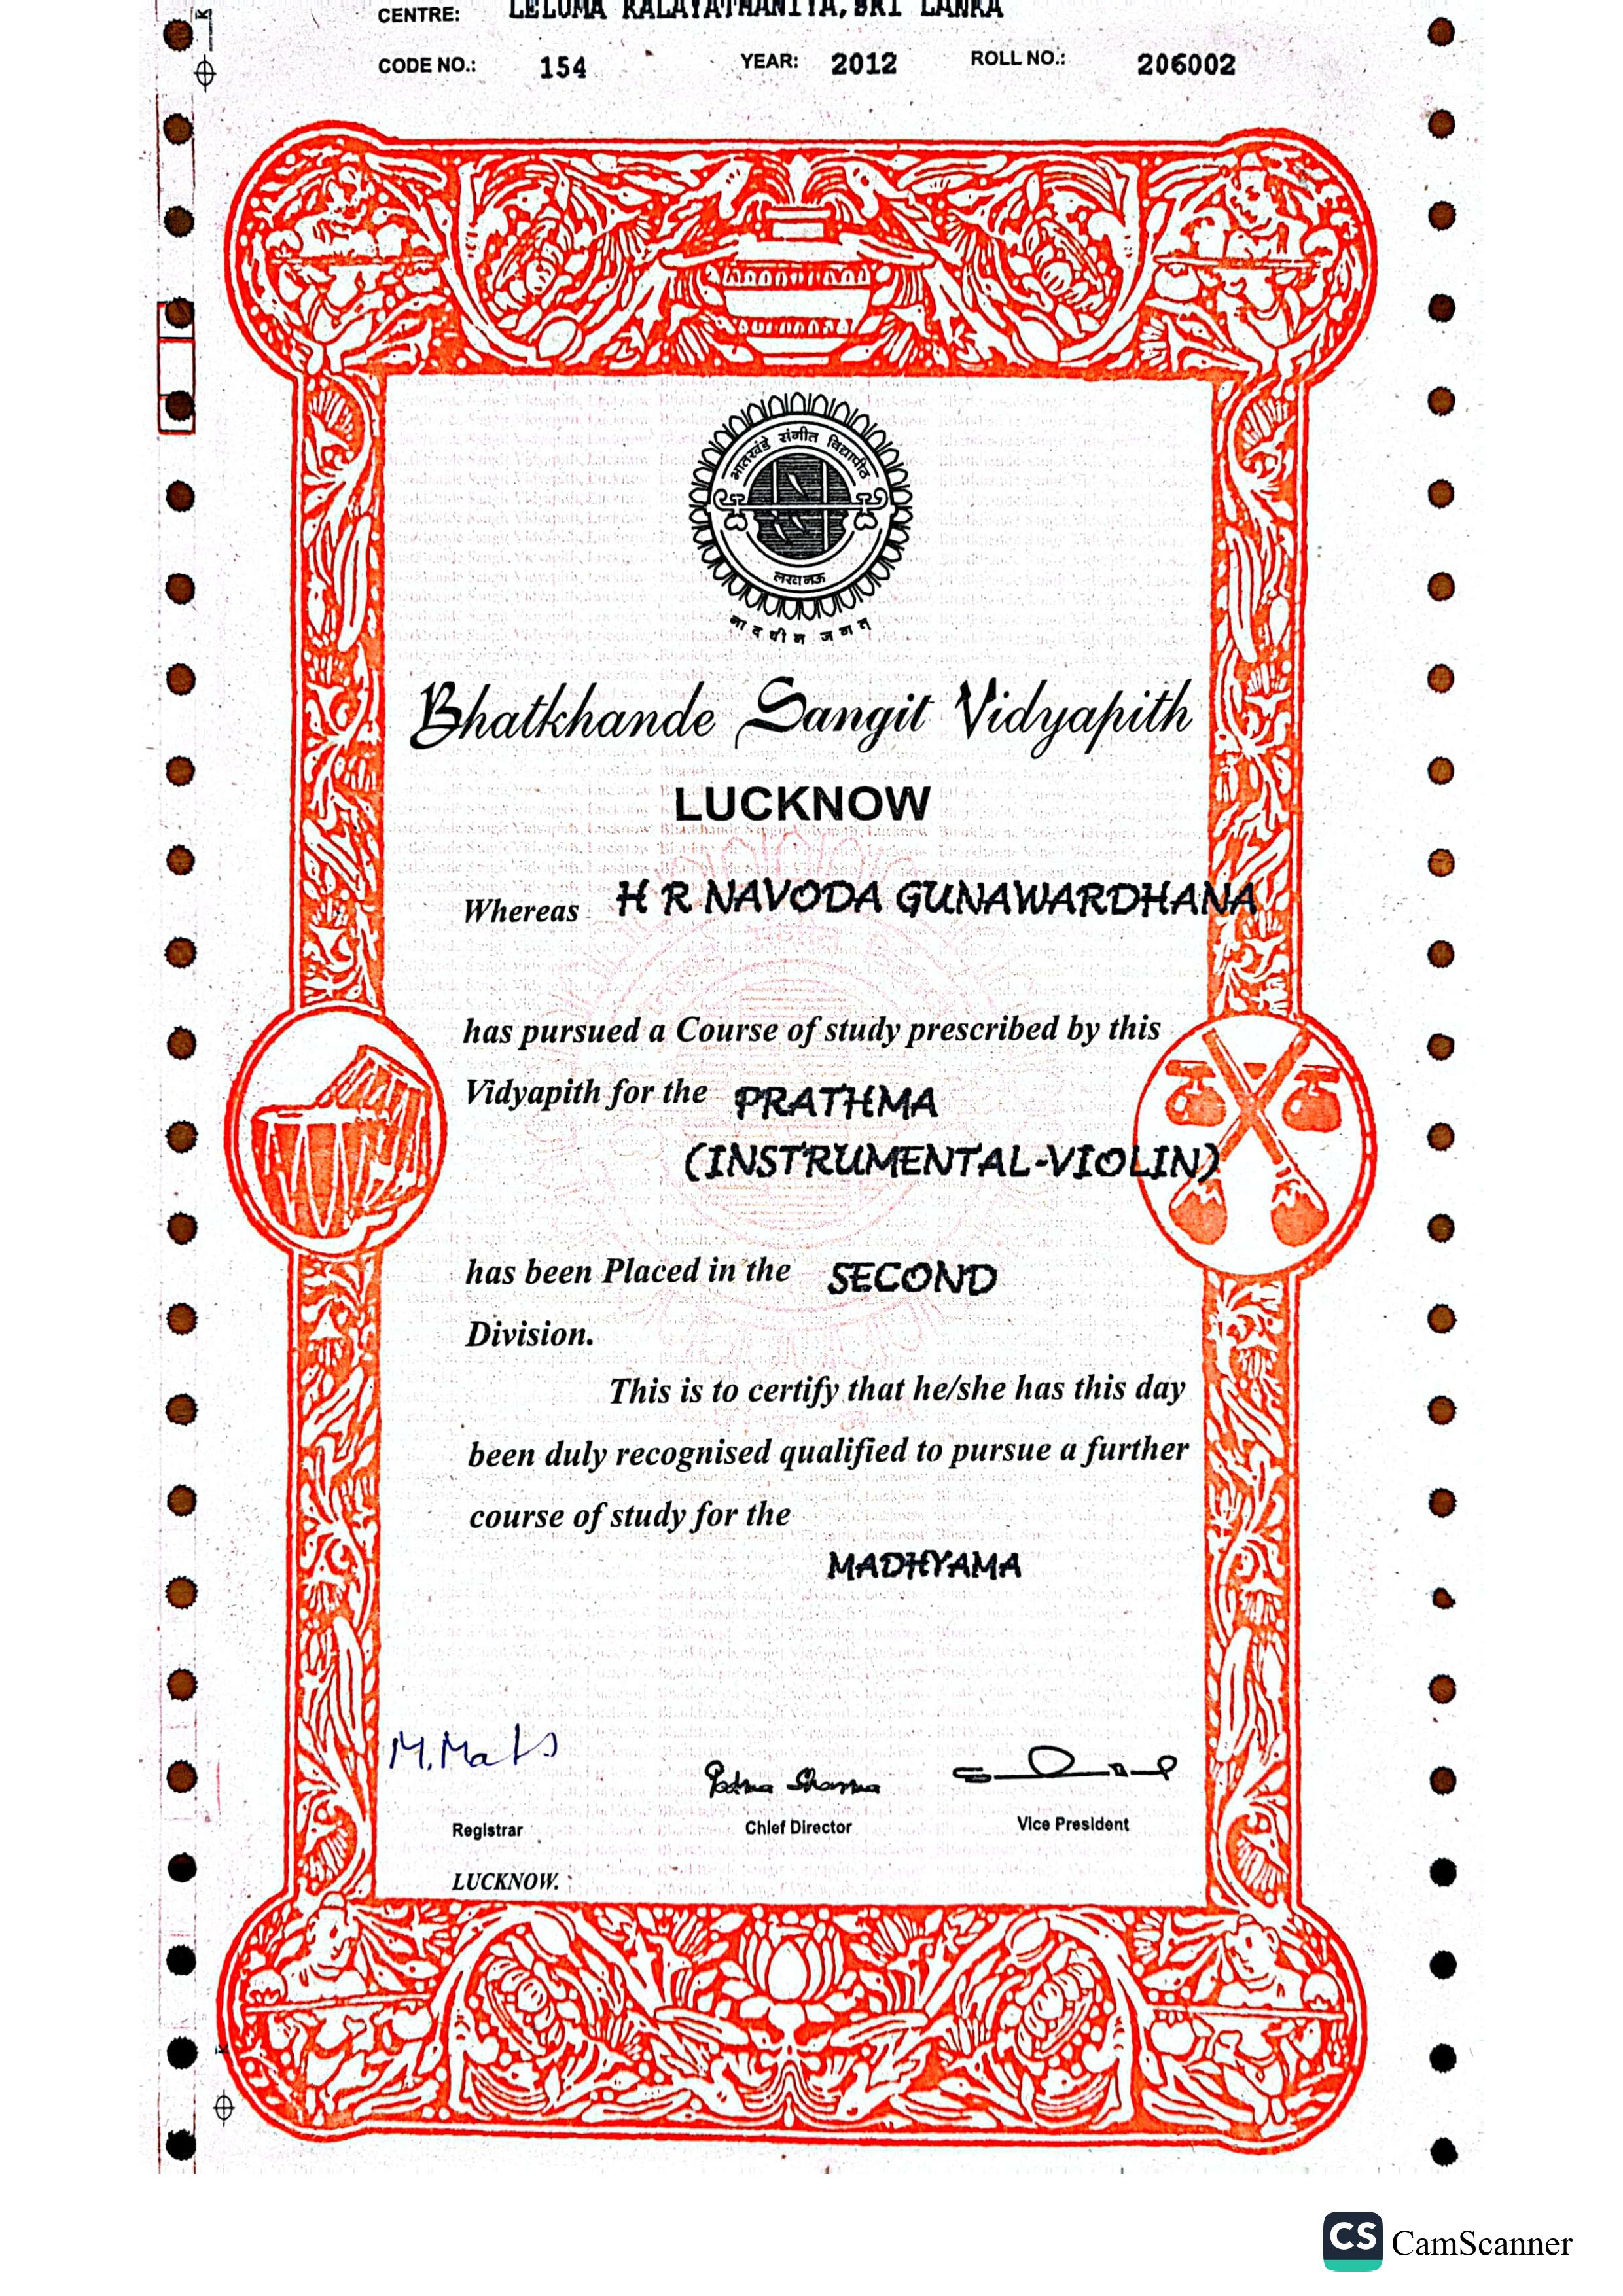 CENTRE: LELUMA KALAYATHANIYA, SRI LANKA
CODE NO.: 154 YEAR: 2012 ROLL NO.: 206002
भातखंडे संगीत विद्यापीठ
लखनऊ
नादधीन जगत्
Bhatkhande Sangit Vidyapith
LUCKNOW
Whereas H R NAVODA GUNAWARDHANA
has pursued a Course of study prescribed by this
Vidyapith for the PRATHMA
(INSTRUMENTAL-VIOLIN)
has been Placed in the SECOND
Division.
This is to certify that he/she has this day
been duly recognised qualified to pursue a further
course of study for the
MADHYAMA
Padma Sharma
Registrar Chief Director Vice President
LUCKNOW.
CS CamScanner